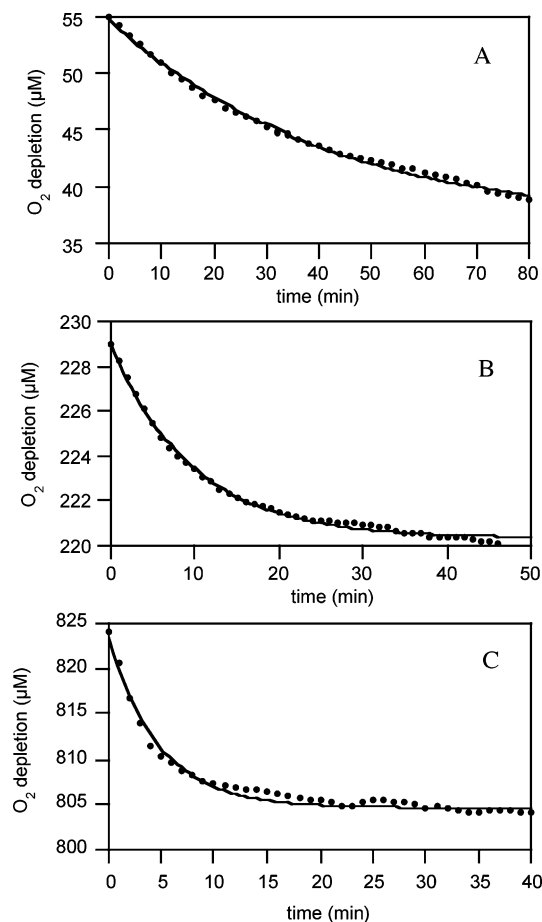 A
O₂ depletion (µM)
55
50
45
40
35
0 10 20 30 40 50 60 70 80
time (min)
B
O₂ depletion (µM)
230
228
226
224
222
220
0 10 20 30 40 50
time (min)
C
O₂ depletion (µM)
825
820
815
810
805
800
0 5 10 15 20 25 30 35 40
time (min)